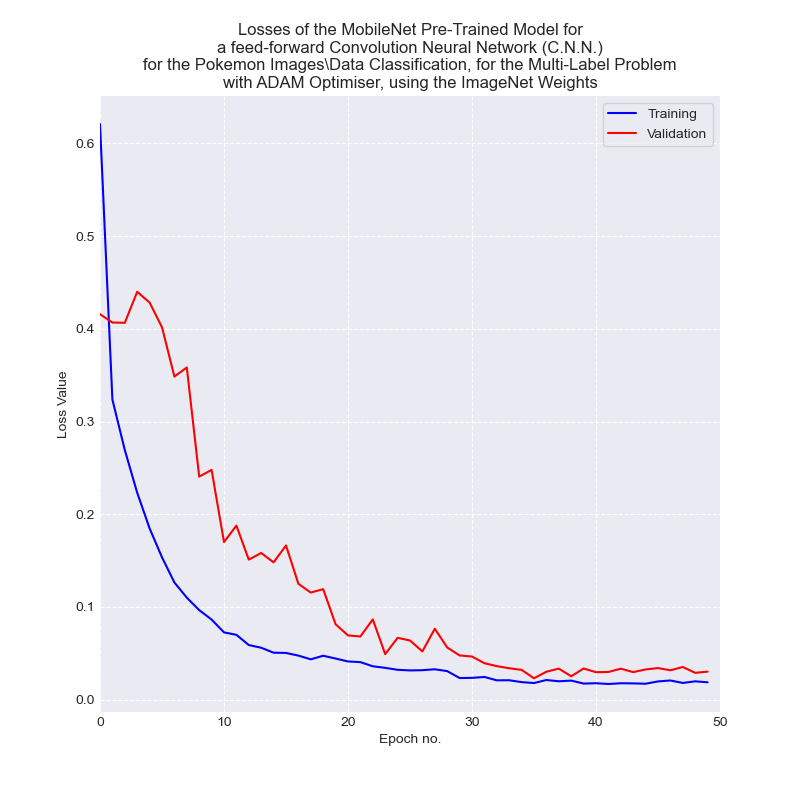 Losses of the MobileNet Pre-Trained Model for
a feed-forward Convolution Neural Network (C.N.N.)
for the Pokemon Images\Data Classification, for the Multi-Label Problem
with ADAM Optimiser, using the ImageNet Weights
Training
Validation
0.6
0.5
0.4
0.3
0.2
0.1
0.0
Loss Value
0 10 20 30 40 50
Epoch no.